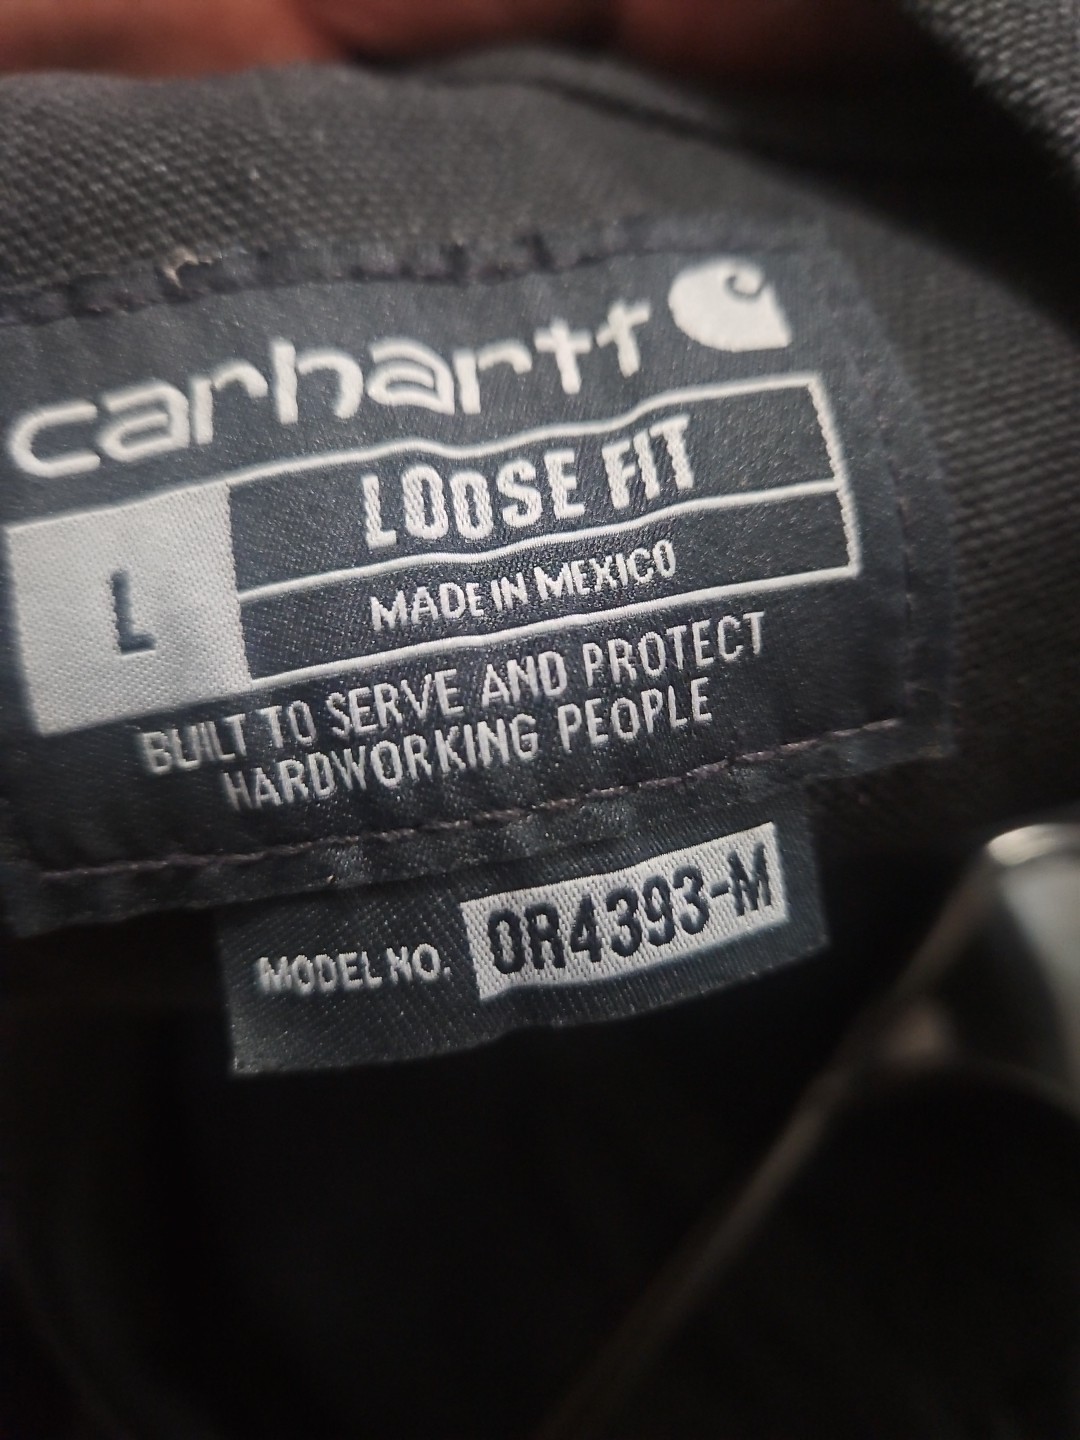 carhartt
L
LOOSE FIT
MADE IN MEXICO
BUILT TO SERVE AND PROTECT
HARDWORKING PEOPLE
MODEL NO. OR4393-M